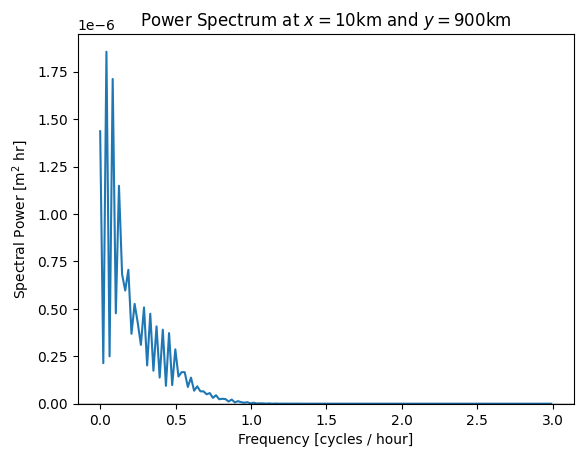 Power Spectrum at x = 10km and y = 900km
1e−6
1.75
1.50
1.25
1.00
0.75
0.50
0.25
0.00
Spectral Power [m² hr]
0.0 0.5 1.0 1.5 2.0 2.5 3.0
Frequency [cycles / hour]